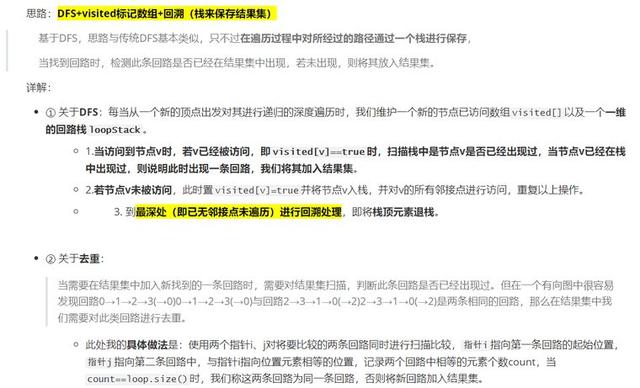 思路：DFS+visited标记数组+回溯（栈来保存结果集）
基于DFS，思路与传统DFS基本类似，只不过在遍历过程中对所经过的路径通过一个栈进行保存，
当找到回路时，检测此条回路是否已经在结果集中出现，若未出现，则将其放入结果集。
详解：
① 关于DFS：每当从一个新的顶点出发对其进行递归的深度遍历时，我们维护一个新的节点已访问数组visited[]以及一个一维
的回路栈loopStack。
1.当访问到节点v时，若v已经被访问，即visited[v]==true时，扫描栈中是节点v是否已经出现过，当节点v已经在栈
中出现过，则说明此时出现一条回路，我们将其加入结果集。
2.若节点v未被访问，此时置visited[v]=true并将节点v入栈，并对v的所有邻接点进行访问，重复以上操作。
3. 到最深处（即已无邻接点未遍历）进行回溯处理，即将栈顶元素退栈。
② 关于去重：
当需要在结果集中加入新找到的一条回路时，需要对结果集扫描，判断此条回路是否已经出现过。但在一个有向图中很容易
发现回路0→1→2→3(→0)0→1→2→3(→0)与回路2→3→1→0(→2)2→3→1→0(→2)是两条相同的回路，那么在结果集中我
们需要对此类回路进行去重。
此处我的具体做法是：使用两个指针i、j对将要比较的两条回路同时进行扫描比较，指针i指向第一条回路的起始位置，
指针j指向第二条回路中，与指针i指向位置元素相等的位置，记录两个回路中相等的元素个数count，当
count==loop.size()时，我们称这两条回路为同一条回路，否则将新回路加入结果集。